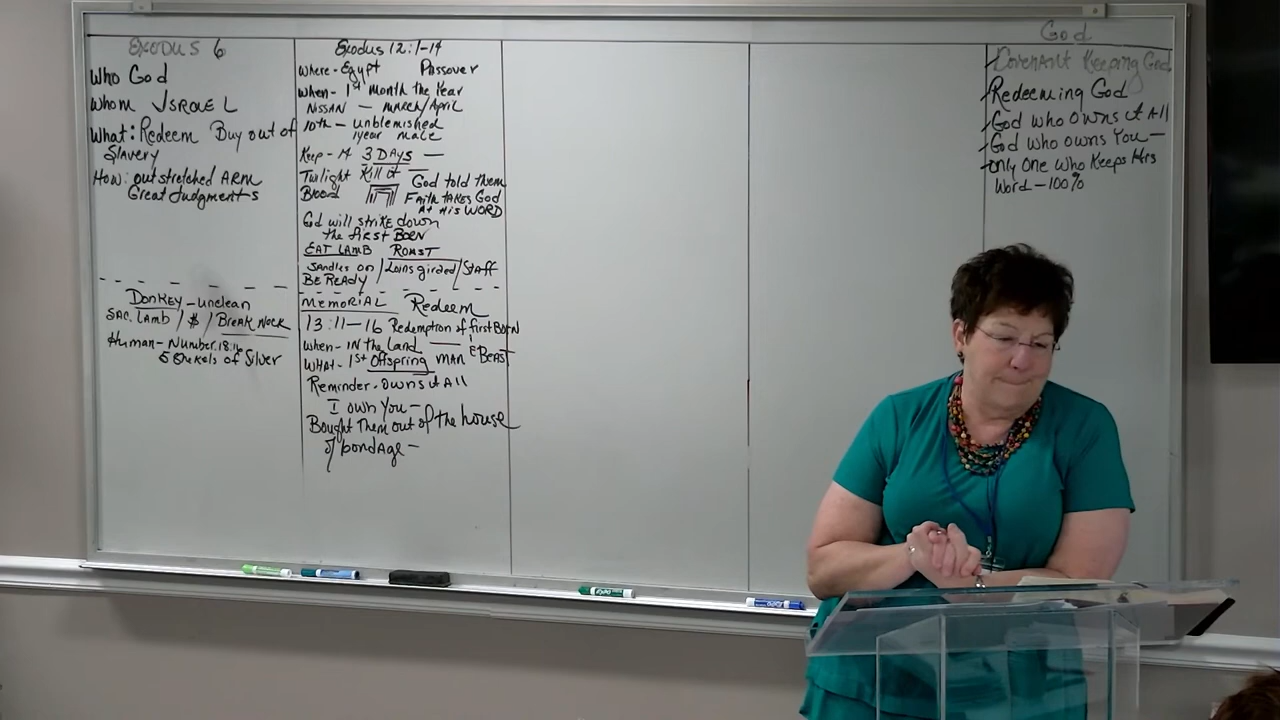 Exodus 6
Who God
Whom ISRAEL
What: Redeem Buy out of
Slavery
How: outstretched ARM
Great Judgments
Donkey - unclean
Sac. Lamb / $ / Break Neck
Human - Number 18:16
5 Shekels of Silver
Exodus 12:1-14
Where - Egypt Passover
When - 1st Month the Year
NISSAN - March/April
10th - unblemished
1year male
Keep - 14 3 DAYS —
Twilight Kill it —
Blood God told them
Faith takes God
At His WORD
God will strike down
the first BORN
EAT LAMB ROAST
Sandles on / Loins girded / Staff
BE READY
MEMORIAL Redeem
13:11-16 Redemption of first BORN
When - IN the Land —
WHAT - 1st Offspring MAN & BEAST
Reminder - owns it All
I own You -
Bought Them out of the house
of bondage -
God
Covenant Keeping God
Redeeming God
God who owns it All
God who owns You -
only One who Keeps His
Word - 100%